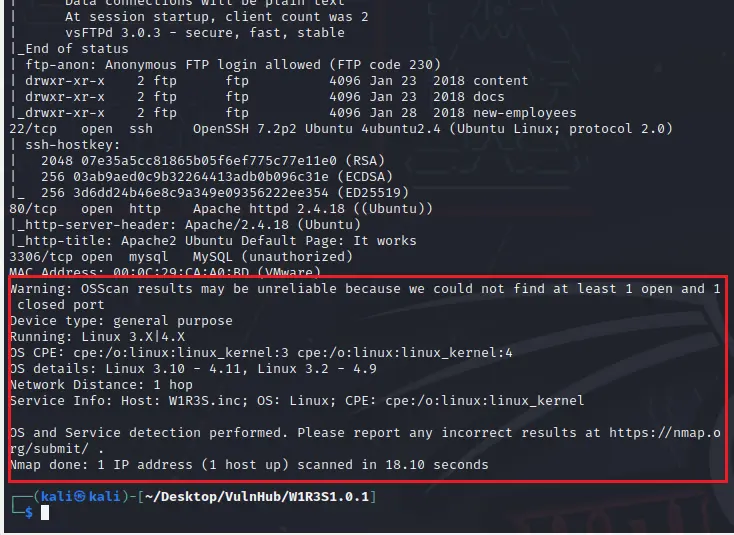 |      Data connections will be plain text
|      At session startup, client count was 2
|      vsFTPd 3.0.3 - secure, fast, stable
|_End of status
| ftp-anon: Anonymous FTP login allowed (FTP code 230)
| drwxr-xr-x    2 ftp      ftp          4096 Jan 23  2018 content
| drwxr-xr-x    2 ftp      ftp          4096 Jan 23  2018 docs
|_drwxr-xr-x    2 ftp      ftp          4096 Jan 28  2018 new-employees
22/tcp   open  ssh     OpenSSH 7.2p2 Ubuntu 4ubuntu2.4 (Ubuntu Linux; protocol 2.0)
| ssh-hostkey:
|   2048 07e35a5cc81865b05f6ef775c77e11e0 (RSA)
|   256 03ab9aed0c9b32264413adb0b096c31e (ECDSA)
|_  256 3d6dd24b46e8c9a349e09356222ee354 (ED25519)
80/tcp   open  http    Apache httpd 2.4.18 ((Ubuntu))
|_http-server-header: Apache/2.4.18 (Ubuntu)
|_http-title: Apache2 Ubuntu Default Page: It works
3306/tcp open  mysql   MySQL (unauthorized)
MAC Address: 00:0C:29:CA:A0:BD (VMware)
Warning: OSScan results may be unreliable because we could not find at least 1 open and 1
 closed port
Device type: general purpose
Running: Linux 3.X|4.X
OS CPE: cpe:/o:linux:linux_kernel:3 cpe:/o:linux:linux_kernel:4
OS details: Linux 3.10 - 4.11, Linux 3.2 - 4.9
Network Distance: 1 hop
Service Info: Host: W1R3S.inc; OS: Linux; CPE: cpe:/o:linux:linux_kernel
OS and Service detection performed. Please report any incorrect results at https://nmap.o
rg/submit/ .
Nmap done: 1 IP address (1 host up) scanned in 18.10 seconds
┌──(kali㉿kali)-[~/Desktop/VulnHub/W1R3S1.0.1]
└─$